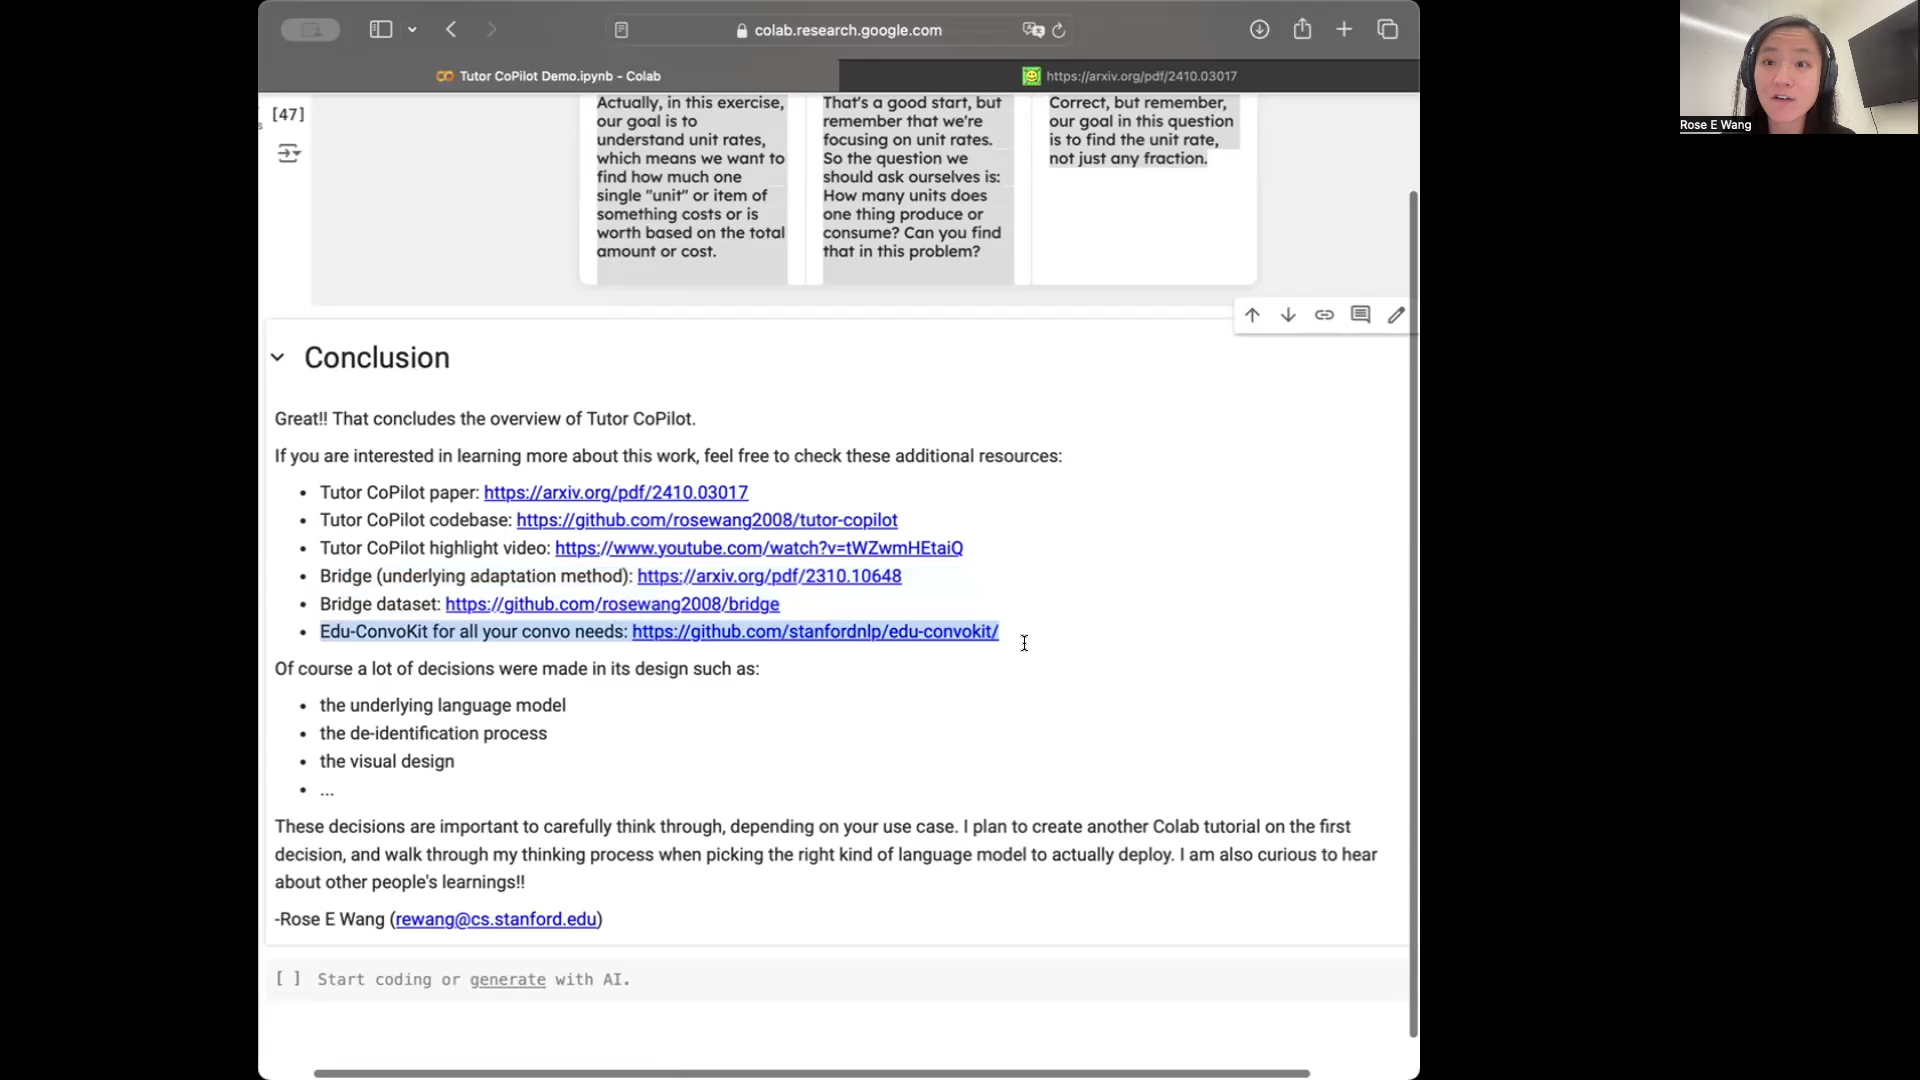 colab.research.google.com
Tutor CoPilot Demo.ipynb - Colab
https://arxiv.org/pdf/2410.03017
Rose E Wang
[47]
Actually, in this exercise,
our goal is to
understand unit rates,
which means we want to
find how much one
single "unit" or item of
something costs or is
worth based on the total
amount or cost.
That's a good start, but
remember that we're
focusing on unit rates.
So the question we
should ask ourselves is:
How many units does
one thing produce or
consume? Can you find
that in this problem?
Correct, but remember,
our goal in this question
is to find the unit rate,
not just any fraction.
Conclusion
Great!! That concludes the overview of Tutor CoPilot.
If you are interested in learning more about this work, feel free to check these additional resources:
• Tutor CoPilot paper: https://arxiv.org/pdf/2410.03017
• Tutor CoPilot codebase: https://github.com/rosewang2008/tutor-copilot
• Tutor CoPilot highlight video: https://www.youtube.com/watch?v=tWZwmHEtaiQ
• Bridge (underlying adaptation method): https://arxiv.org/pdf/2310.10648
• Bridge dataset: https://github.com/rosewang2008/bridge
• Edu-ConvoKit for all your convo needs: https://github.com/stanfordnlp/edu-convokit/
Of course a lot of decisions were made in its design such as:
• the underlying language model
• the de-identification process
• the visual design
• ...
These decisions are important to carefully think through, depending on your use case. I plan to create another Colab tutorial on the first
decision, and walk through my thinking process when picking the right kind of language model to actually deploy. I am also curious to hear
about other people's learnings!!
-Rose E Wang (rewang@cs.stanford.edu)
[ ] Start coding or generate with AI.